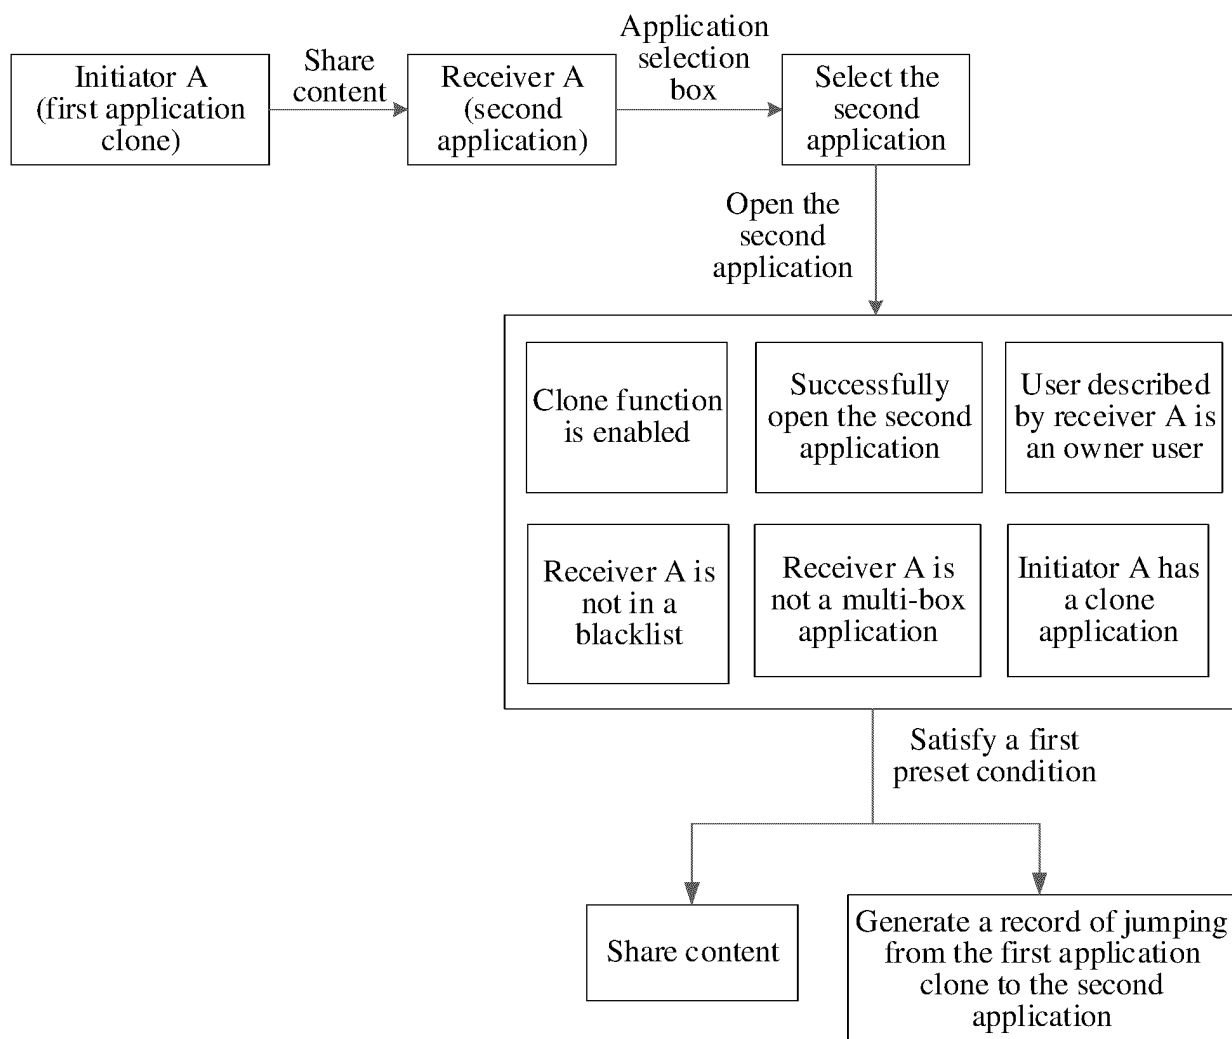 Initiator A
(first application
clone)
Share
content
Receiver A
(second
application)
Application
selection
box
Select the
second
application
Open the
second
application
Clone function
is enabled
Successfully
open the second
application
User described
by receiver A is
an owner user
Receiver A is
not in a
blacklist
Receiver A is
not a multi-box
application
Initiator A has
a clone
application
Satisfy a first
preset condition
Share content
Generate a record of jumping
from the first application
clone to the second
application